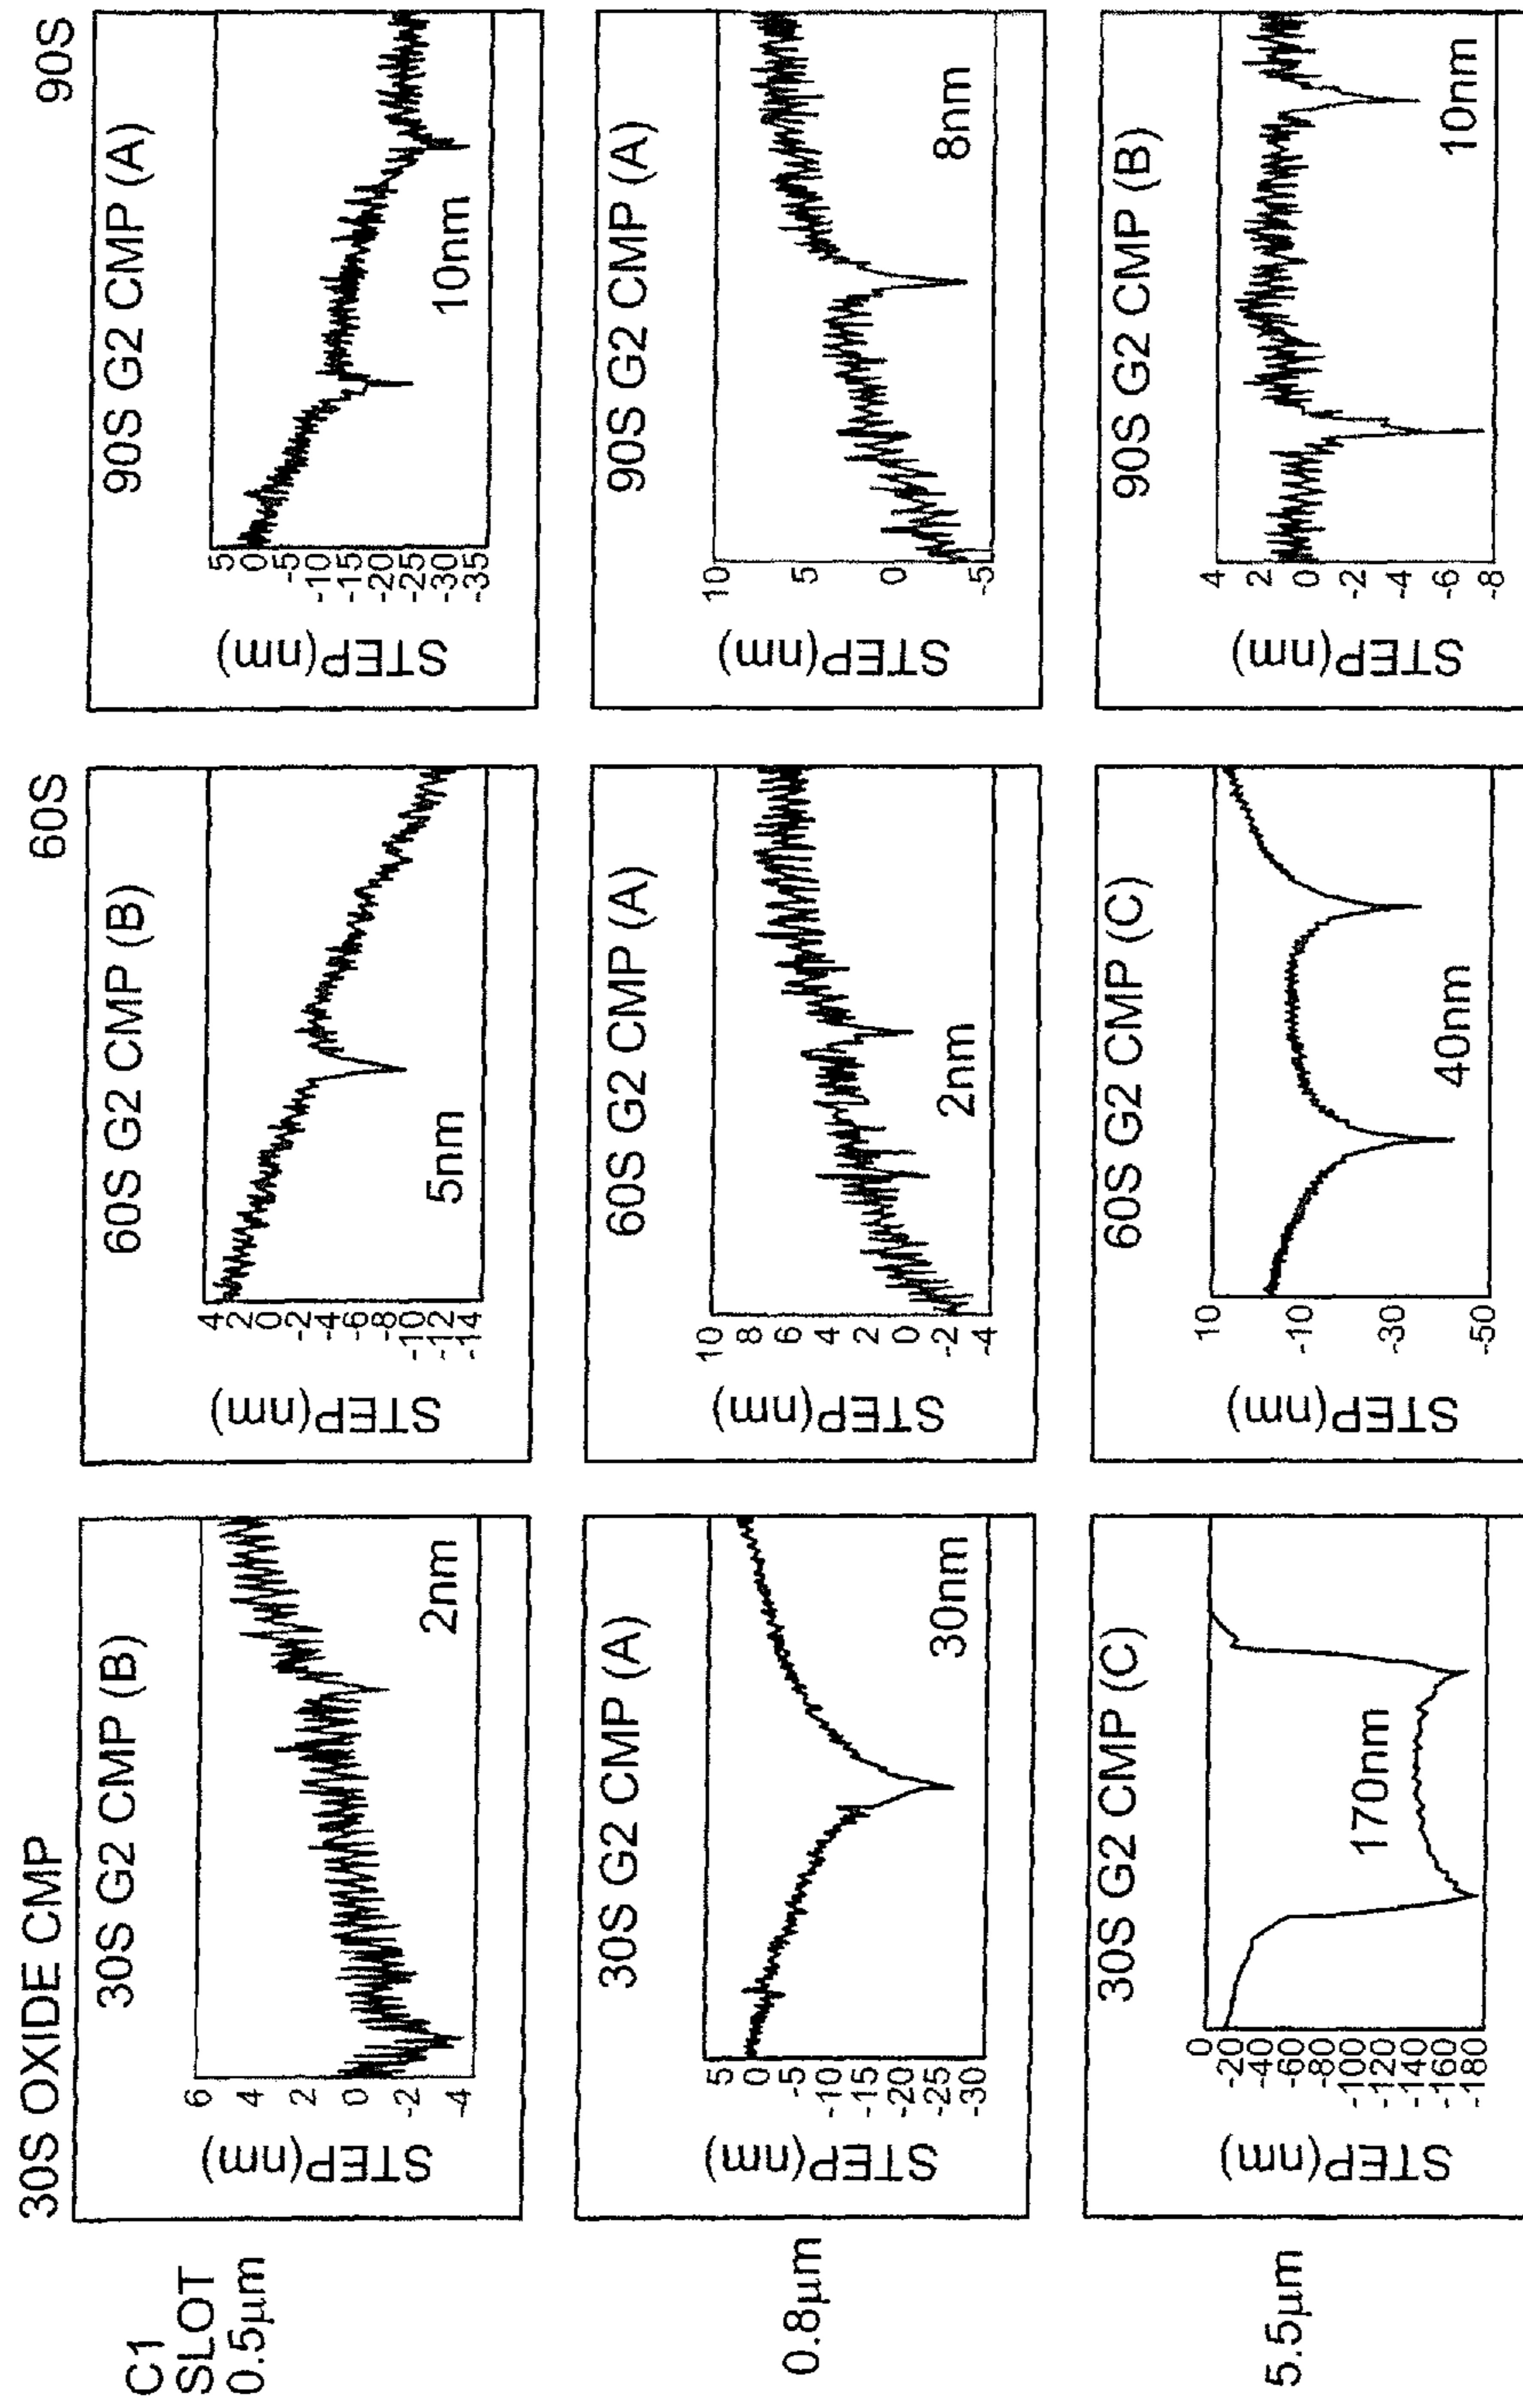 30S OXIDE CMP
60S
90S
C1
SLOT
0.5μm
30S G2 CMP (B)
STEP(nm)
6
4
2
0
-2
-4
2nm
60S G2 CMP (B)
STEP(nm)
4
2
0
-2
-4
-6
-8
-10
-12
-14
5nm
90S G2 CMP (A)
STEP(nm)
5
0
-5
-10
-15
-20
-25
-30
-35
10nm
0.8μm
30S G2 CMP (A)
STEP(nm)
5
0
-5
-10
-15
-20
-25
-30
30nm
60S G2 CMP (A)
STEP(nm)
10
8
6
4
2
0
-2
-4
2nm
90S G2 CMP (A)
STEP(nm)
10
5
0
-5
8nm
5.5μm
30S G2 CMP (C)
STEP(nm)
0
-20
-40
-60
-80
-100
-120
-140
-160
-180
170nm
60S G2 CMP (C)
STEP(nm)
10
-10
-30
-50
40nm
90S G2 CMP (B)
STEP(nm)
4
2
0
-2
-4
-6
-8
10nm